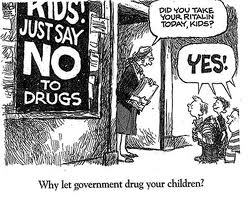 KIDS!
JUST SAY
NO
TO
DRUGS
DID YOU TAKE
YOUR RITALIN
TODAY, KIDS?
YES!
Why let government drug your children?